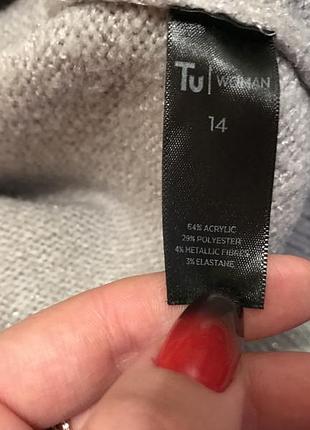 Tu | WOMAN
14
64% ACRYLIC
29% POLYESTER
4% METALLIC FIBRES
3% ELASTANE